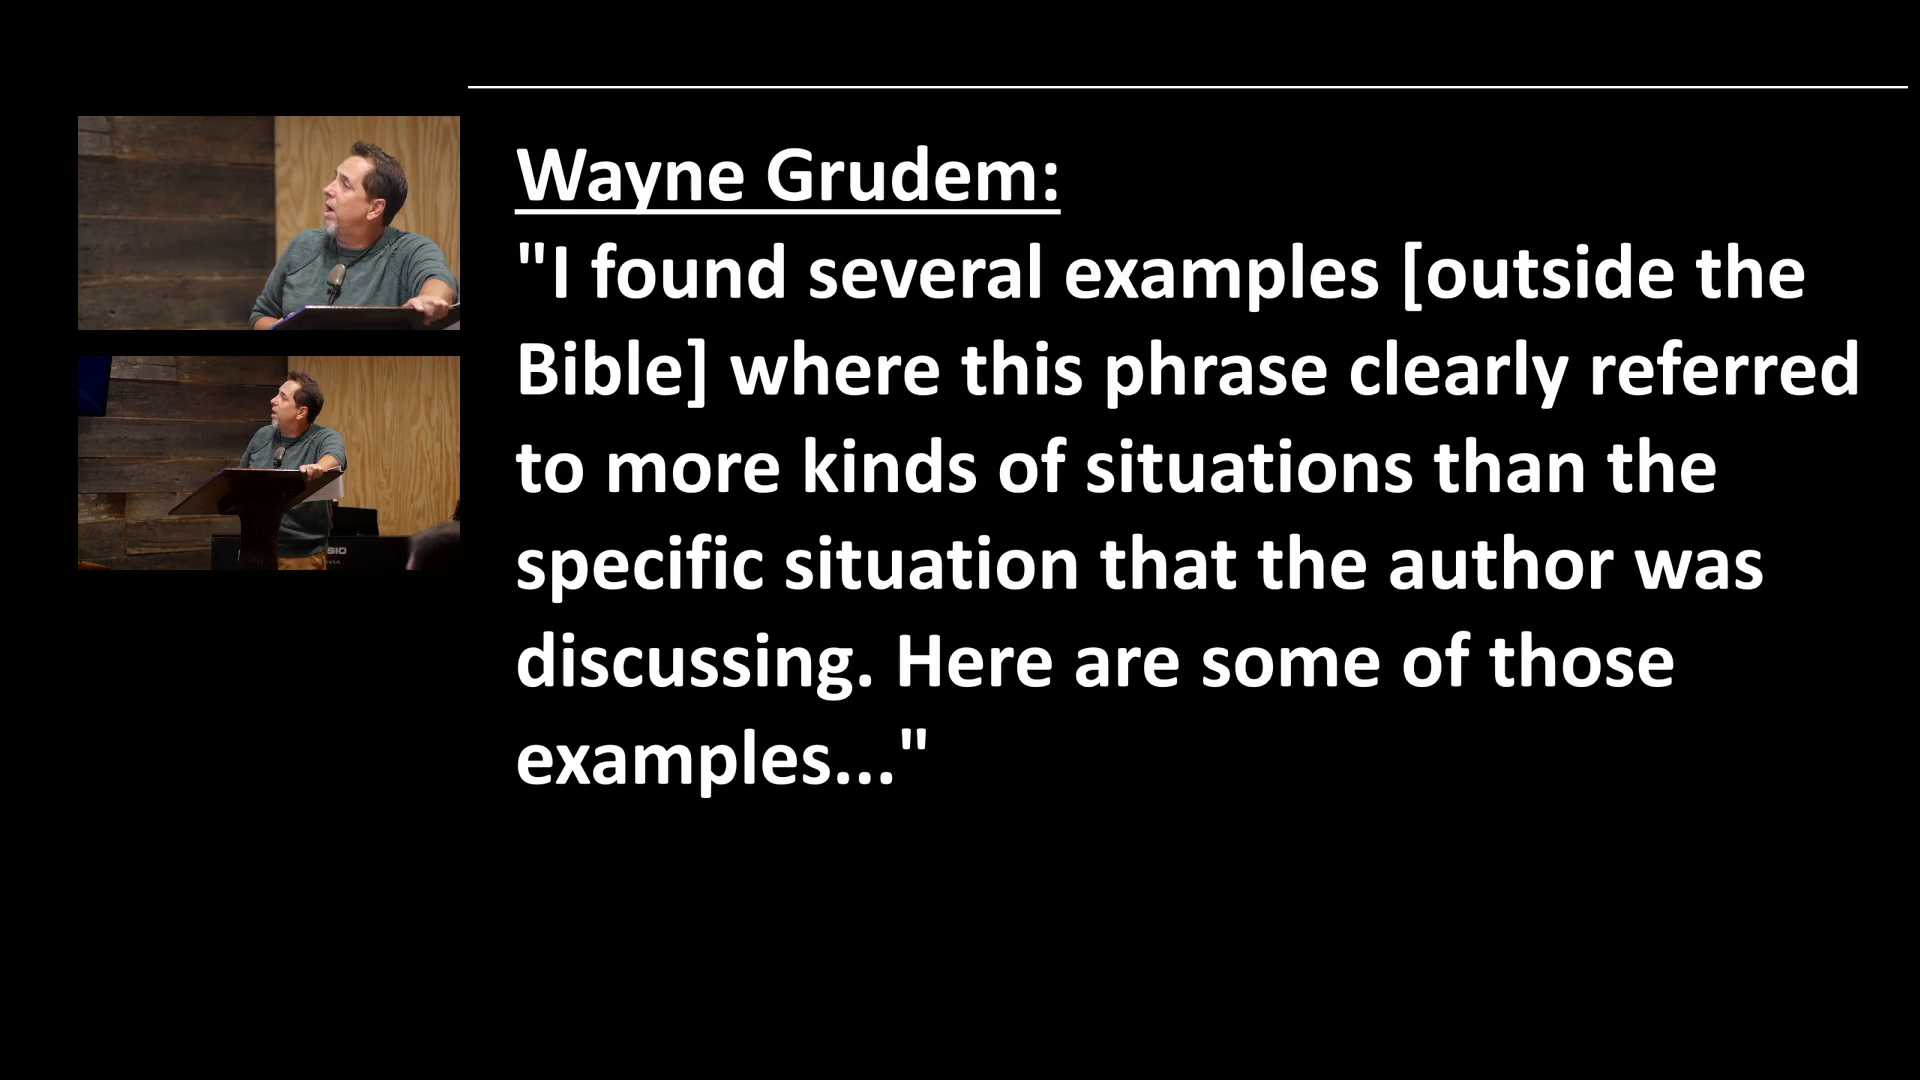 Wayne Grudem:
"I found several examples [outside the
Bible] where this phrase clearly referred
to more kinds of situations than the
specific situation that the author was
discussing. Here are some of those
examples..."
SIO